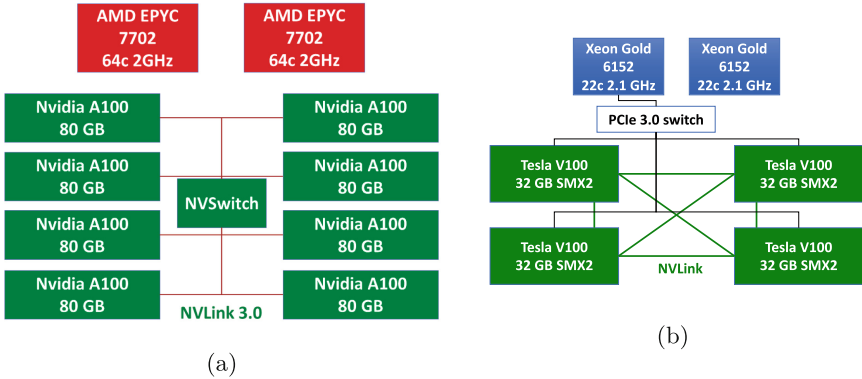 AMD EPYC
7702
64c 2GHz
AMD EPYC
7702
64c 2GHz
Nvidia A100
80 GB
Nvidia A100
80 GB
Nvidia A100
80 GB
Nvidia A100
80 GB
NVSwitch
Nvidia A100
80 GB
Nvidia A100
80 GB
Nvidia A100
80 GB
Nvidia A100
80 GB
NVLink 3.0
(a)
Xeon Gold
6152
22c 2.1 GHz
Xeon Gold
6152
22c 2.1 GHz
PCIe 3.0 switch
Tesla V100
32 GB SMX2
Tesla V100
32 GB SMX2
Tesla V100
32 GB SMX2
Tesla V100
32 GB SMX2
NVLink
(b)